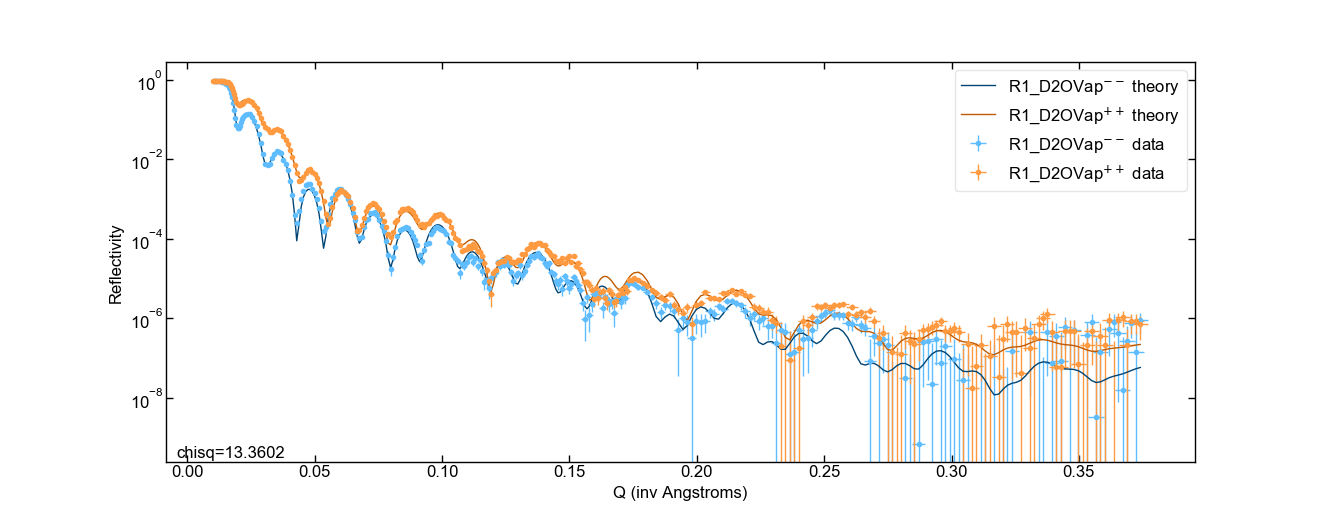 R1_D2OVap⁻⁻ theory
R1_D2OVap⁺⁺ theory
R1_D2OVap⁻⁻ data
R1_D2OVap⁺⁺ data
10⁰
10⁻²
10⁻⁴
10⁻⁶
10⁻⁸
Reflectivity
chisq=13.3602
0.00 0.05 0.10 0.15 0.20 0.25 0.30 0.35
Q (inv Angstroms)